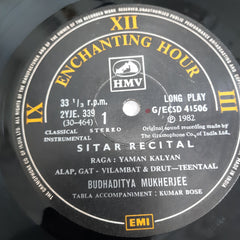 XII
ENCHANTING HOUR
IX
III
HMV
33 1/3 r.p.m.
LONG PLAY
2YJE. 339
1
G/ECSD 41506
(30-464)
℗ 1982
CLASSICAL
STEREO
INSTRUMENTAL
Original sound recording made by
The Gramophone Co. of India Ltd.
SITAR RECITAL
RAGA : YAMAN KALYAN
ALAP, GAT - VILAMBAT & DRUT—TEENTAAL
BUDHADITYA MUKHERJEE
TABLA ACCOMPANIMENT : KUMAR BOSE
EMI